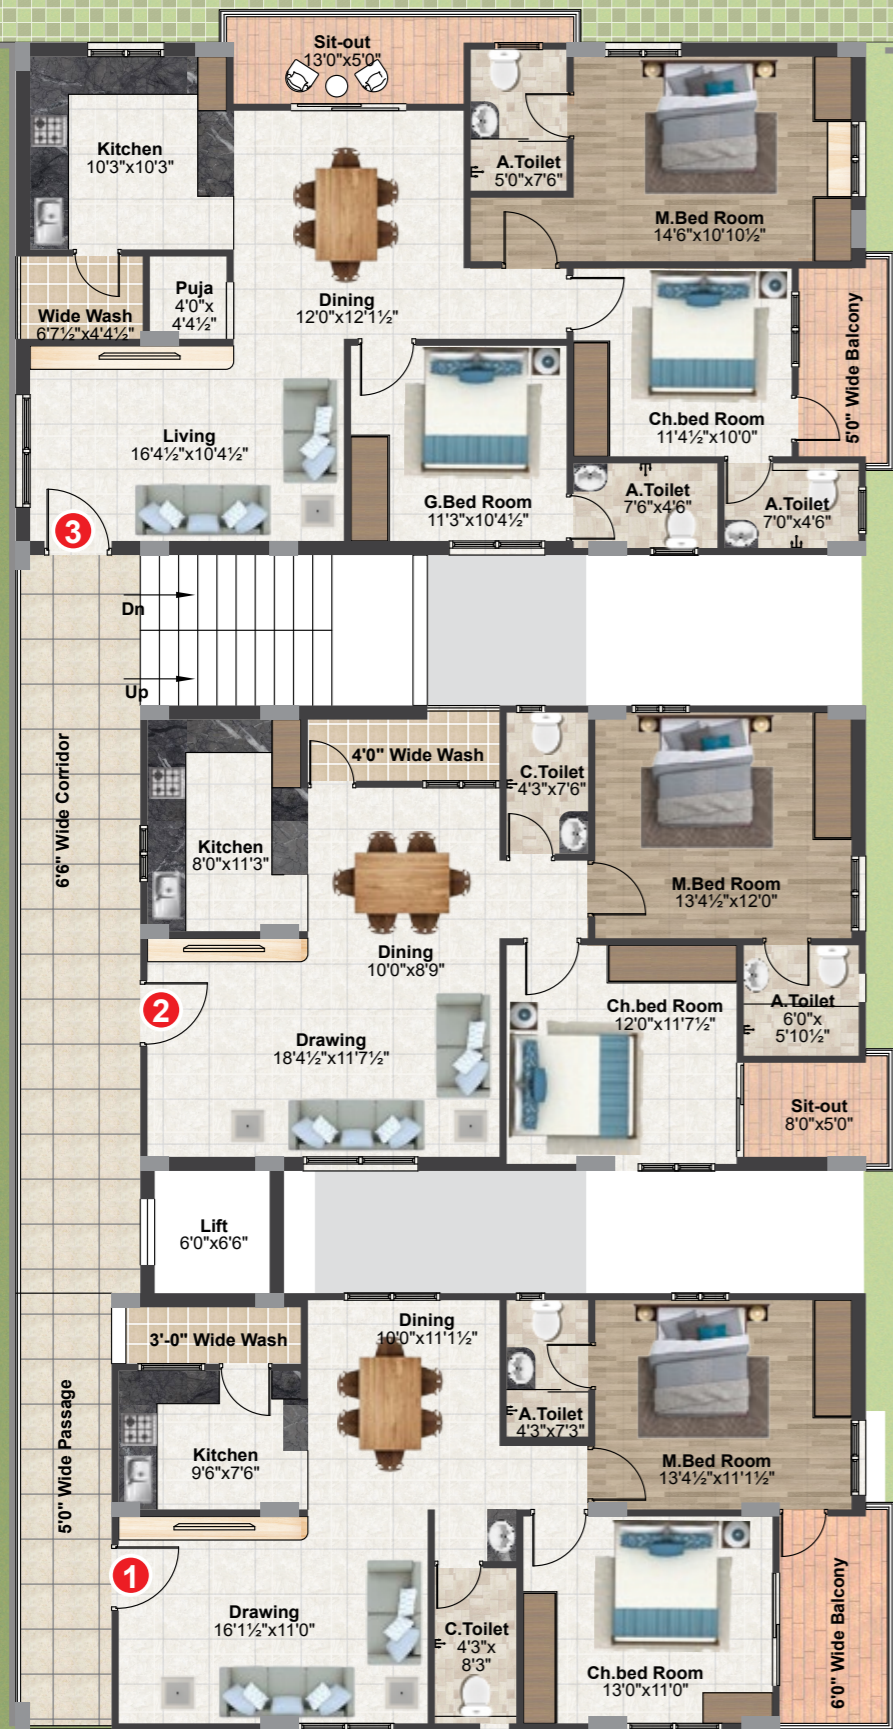 Sit-out
13'0"x5'0"
Kitchen
10'3"x10'3"
A.Toilet
5'0"x7'6"
M.Bed Room
14'6"x10'10½"
Wide Wash
6'7½"x4'4½"
Puja
4'0"x
4'4½"
Dining
12'0"x12'1½"
5'0" Wide Balcony
Ch.bed Room
11'4½"x10'0"
Living
16'4½"x10'4½"
G.Bed Room
11'3"x10'4½"
A.Toilet
7'6"x4'6"
A.Toilet
7'0"x4'6"
3
Dn
Up
6'6" Wide Corridor
4'0" Wide Wash
C.Toilet
4'3"x7'6"
Kitchen
8'0"x11'3"
M.Bed Room
13'4½"x12'0"
Dining
10'0"x8'9"
2
Ch.bed Room
12'0"x11'7½"
A.Toilet
6'0"x
5'10½"
Drawing
18'4½"x11'7½"
Sit-out
8'0"x5'0"
Lift
6'0"x6'6"
3'-0" Wide Wash
Dining
10'0"x11'1½"
5'0" Wide Passage
A.Toilet
4'3"x7'3"
Kitchen
9'6"x7'6"
M.Bed Room
13'4½"x11'1½"
1
Drawing
16'1½"x11'0"
C.Toilet
4'3"x
8'3"
Ch.bed Room
13'0"x11'0"
6'0" Wide Balcony